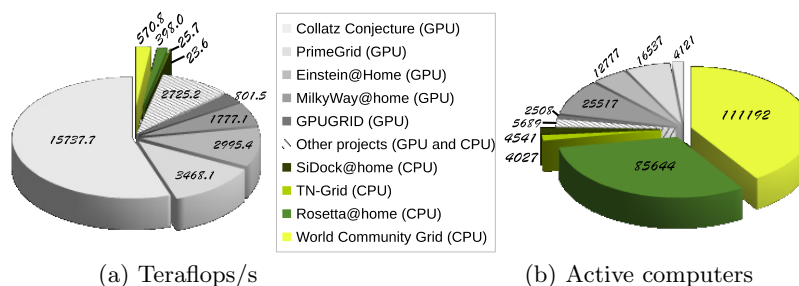 570.8
398.0
25.7
23.6
2725.2
801.5
1777.1
2995.4
3468.1
15737.7
Collatz Conjecture (GPU)
PrimeGrid (GPU)
Einstein@Home (GPU)
MilkyWay@home (GPU)
GPUGRID (GPU)
Other projects (GPU and CPU)
SiDock@home (CPU)
TN-Grid (CPU)
Rosetta@home (CPU)
World Community Grid (CPU)
4121
16537
12777
25517
2508
5689
4541
4027
85644
111192
(a) Teraflops/s
(b) Active computers